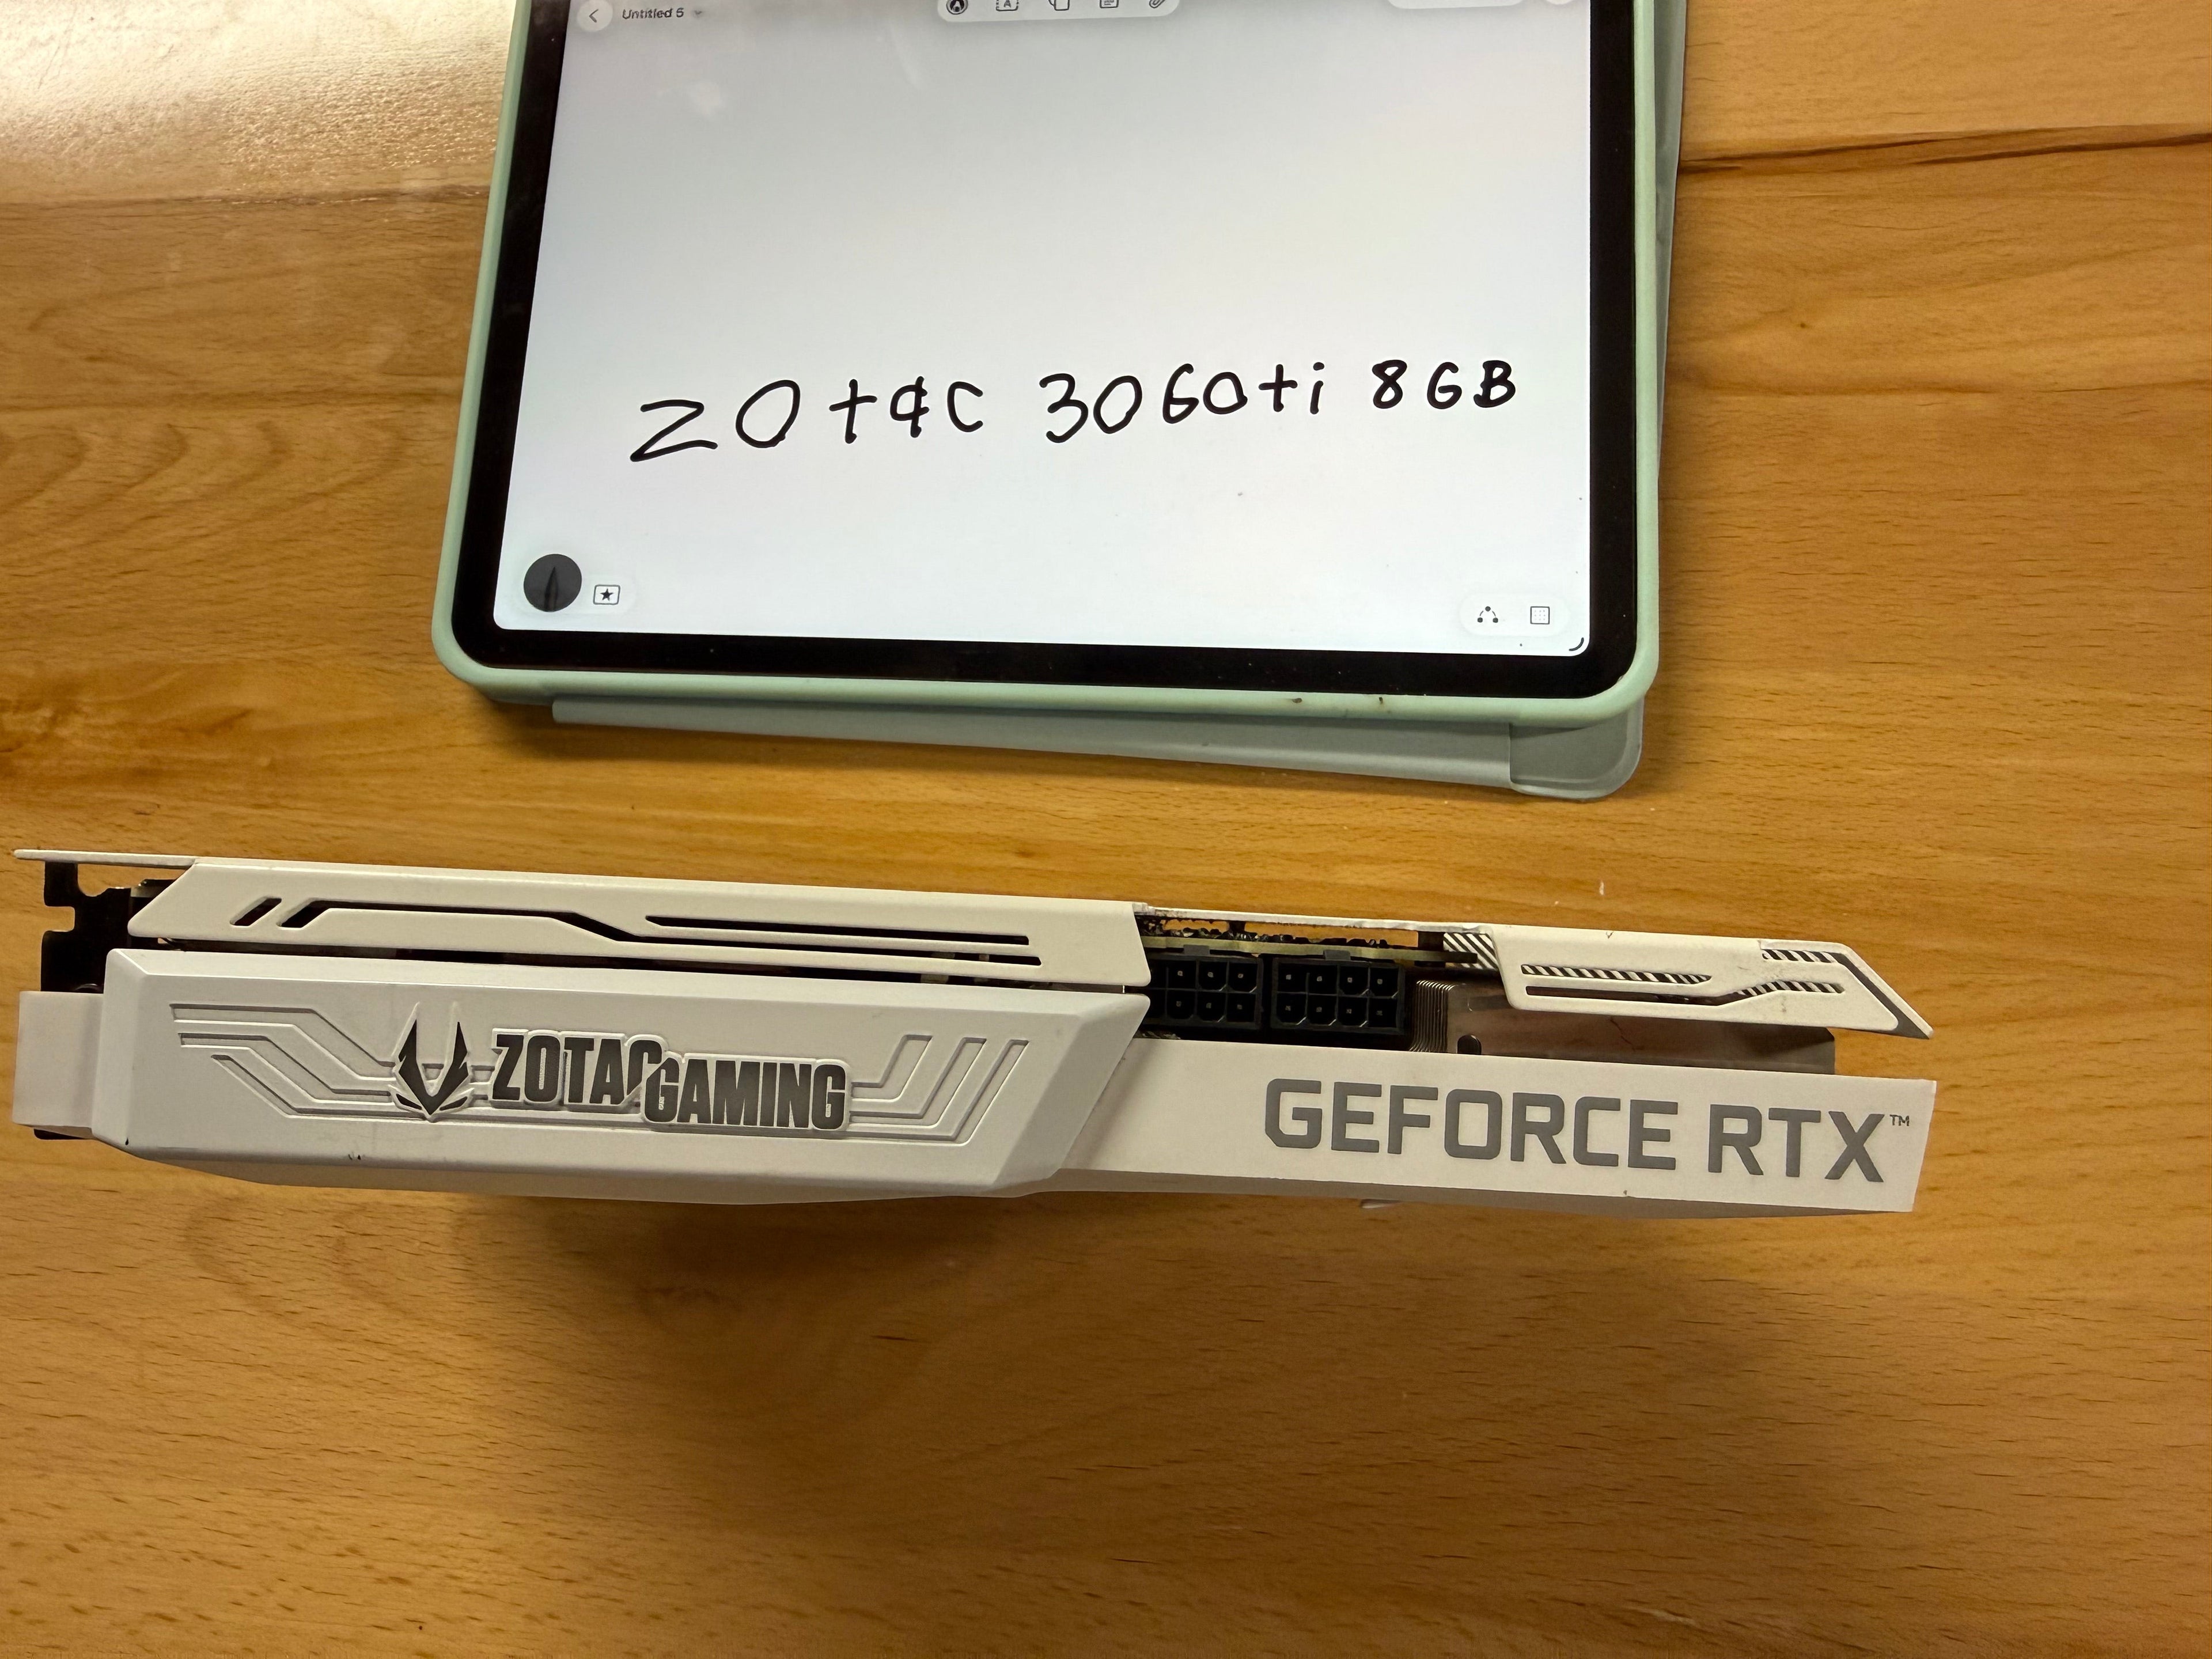 Untitled 5
Zotac 3060ti 8GB
ZOTAC GAMING
GEFORCE RTX™